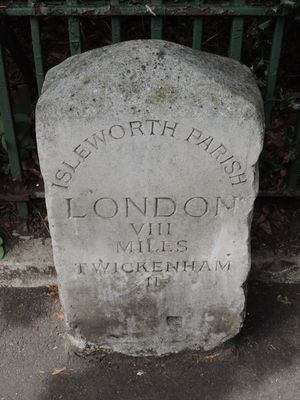 ISLEWORTH PARISH
LONDON
VIII
MILES
TWICKENHAM
II